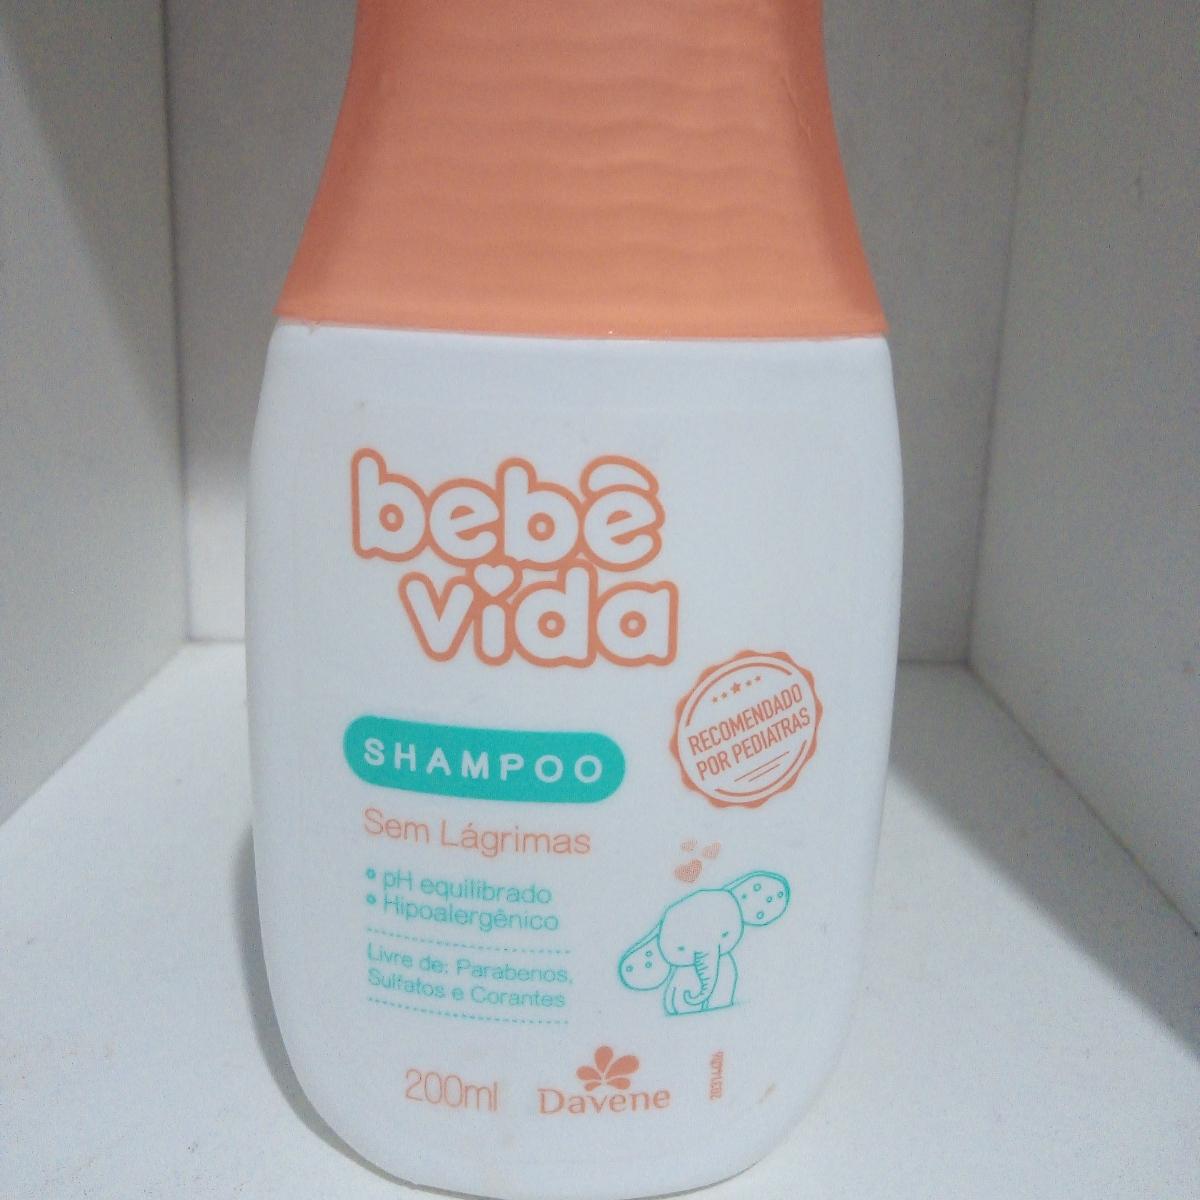 bebê
vida
RECOMENDADO
POR PEDIATRAS
SHAMPOO
Sem Lágrimas
• pH equilibrado
• Hipoalergênico
Livre de: Parabenos,
Sulfatos e Corantes
200ml
Davene